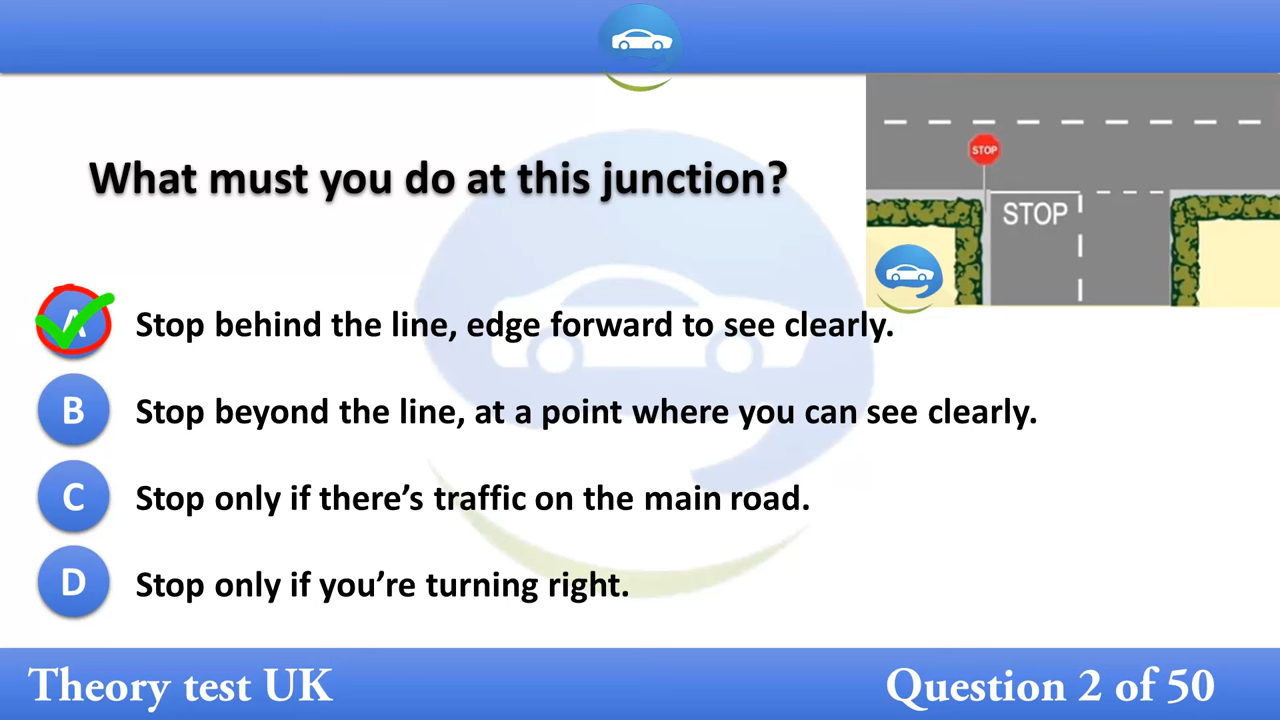 What must you do at this junction?
STOP
STOP
A Stop behind the line, edge forward to see clearly.
B Stop beyond the line, at a point where you can see clearly.
C Stop only if there’s traffic on the main road.
D Stop only if you’re turning right.
Theory test UK
Question 2 of 50